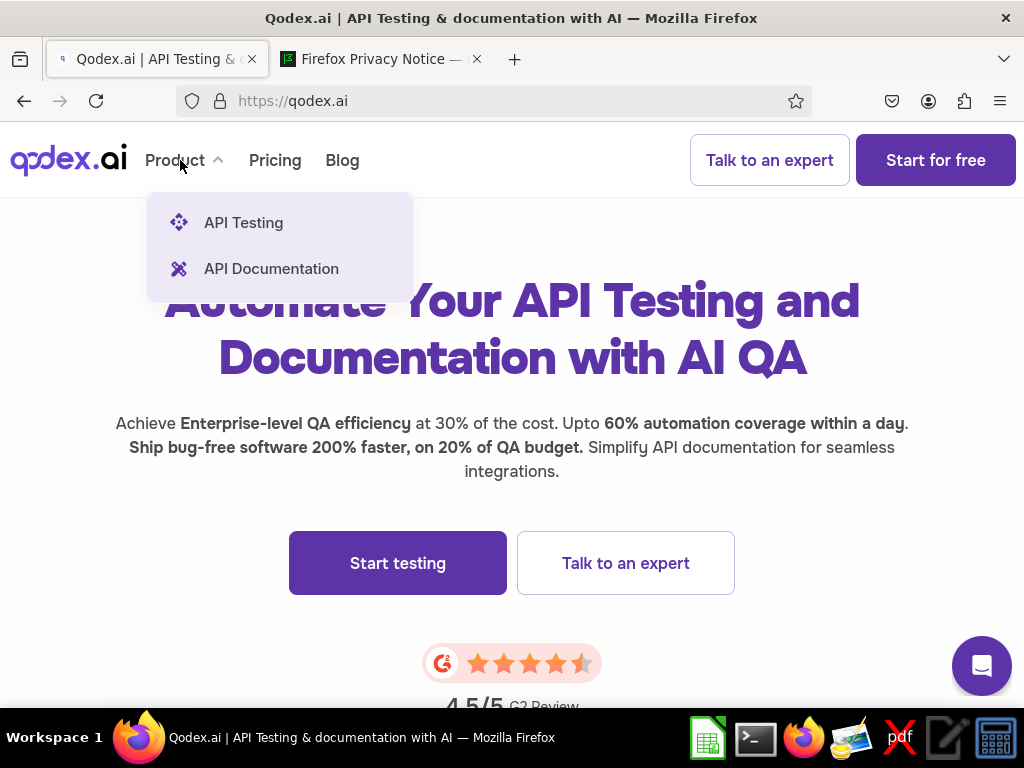 Qodex.ai | API Testing & documentation with AI — Mozilla Firefox
Qodex.ai | API Testing &
Firefox Privacy Notice —
https://qodex.ai
qodex.ai
Product
Pricing
Blog
Talk to an expert
Start for free
API Testing
API Documentation
Automate Your API Testing and
Documentation with AI QA
Achieve Enterprise-level QA efficiency at 30% of the cost. Upto 60% automation coverage within a day.
Ship bug-free software 200% faster, on 20% of QA budget. Simplify API documentation for seamless
integrations.
Start testing
Talk to an expert
4.5/5 G2 Review
Workspace 1
Qodex.ai | API Testing & documentation with AI — Mozilla Firefox
pdf